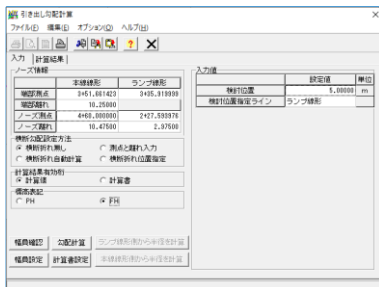 引き出し勾配計算
ファイル(F) 編集(E) オプション(O) ヘルプ(H)
入力 計算結果
ノーズ情報
本線線形 ランプ線形
端部測点 3+51.661423 3+35.919999
端部離れ 10.25000
ノーズ測点 4+60.000000 2+27.599976
ノーズ離れ 10.47500 2.97500
横断勾配設定方法
横断折れ無し 測点と離れ入力
横断折れ自動計算 横断折れ位置指定
計算結果有効桁
計算値 計算書
標高表記
PH FH
幅員確認 勾配計算 ランプ線形側から半径を計算
幅員設定 計算書設定 本線線形側から半径を計算
入力値
設定値 単位
検討位置 5.00000 m
検討位置指定ライン ランプ線形